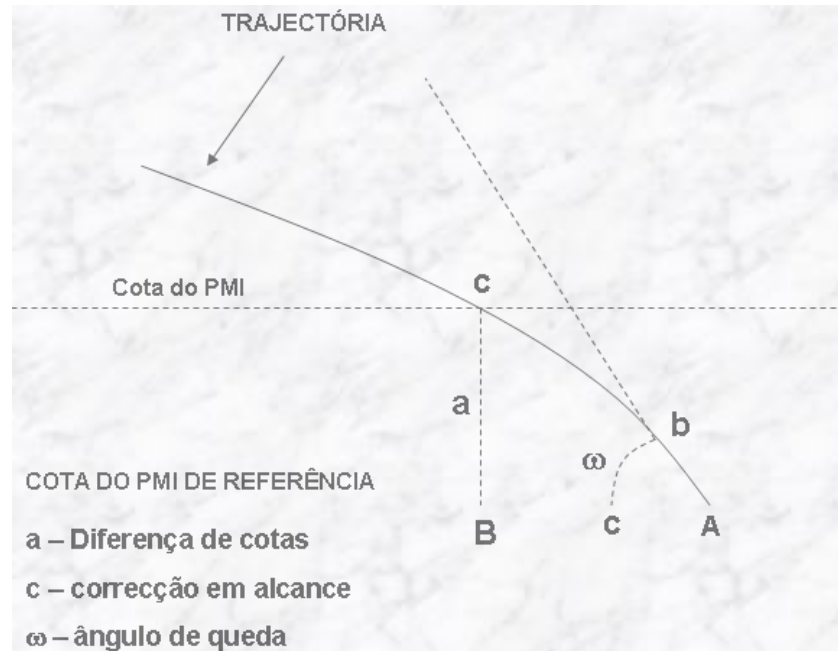 TRAJECTÓRIA
Cota do PMI
c
a
b
ω
COTA DO PMI DE REFERÊNCIA
B
c
A
a – Diferença de cotas
c – correcção em alcance
ω – ângulo de queda